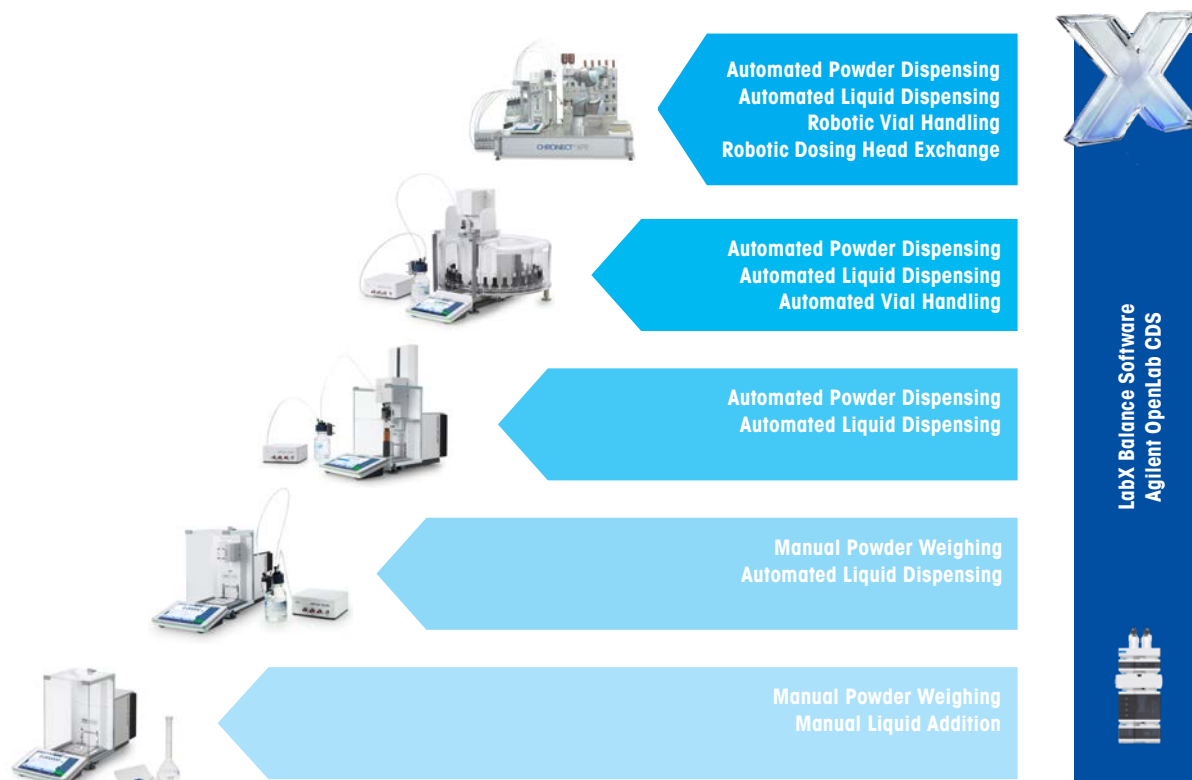 Automated Powder Dispensing
Automated Liquid Dispensing
Robotic Vial Handling
Robotic Dosing Head Exchange
CHRONECT
Automated Powder Dispensing
Automated Liquid Dispensing
Automated Vial Handling
Automated Powder Dispensing
Automated Liquid Dispensing
Manual Powder Weighing
Automated Liquid Dispensing
Manual Powder Weighing
Manual Liquid Addition
LabX Balance Software
Agilent OpenLab CDS